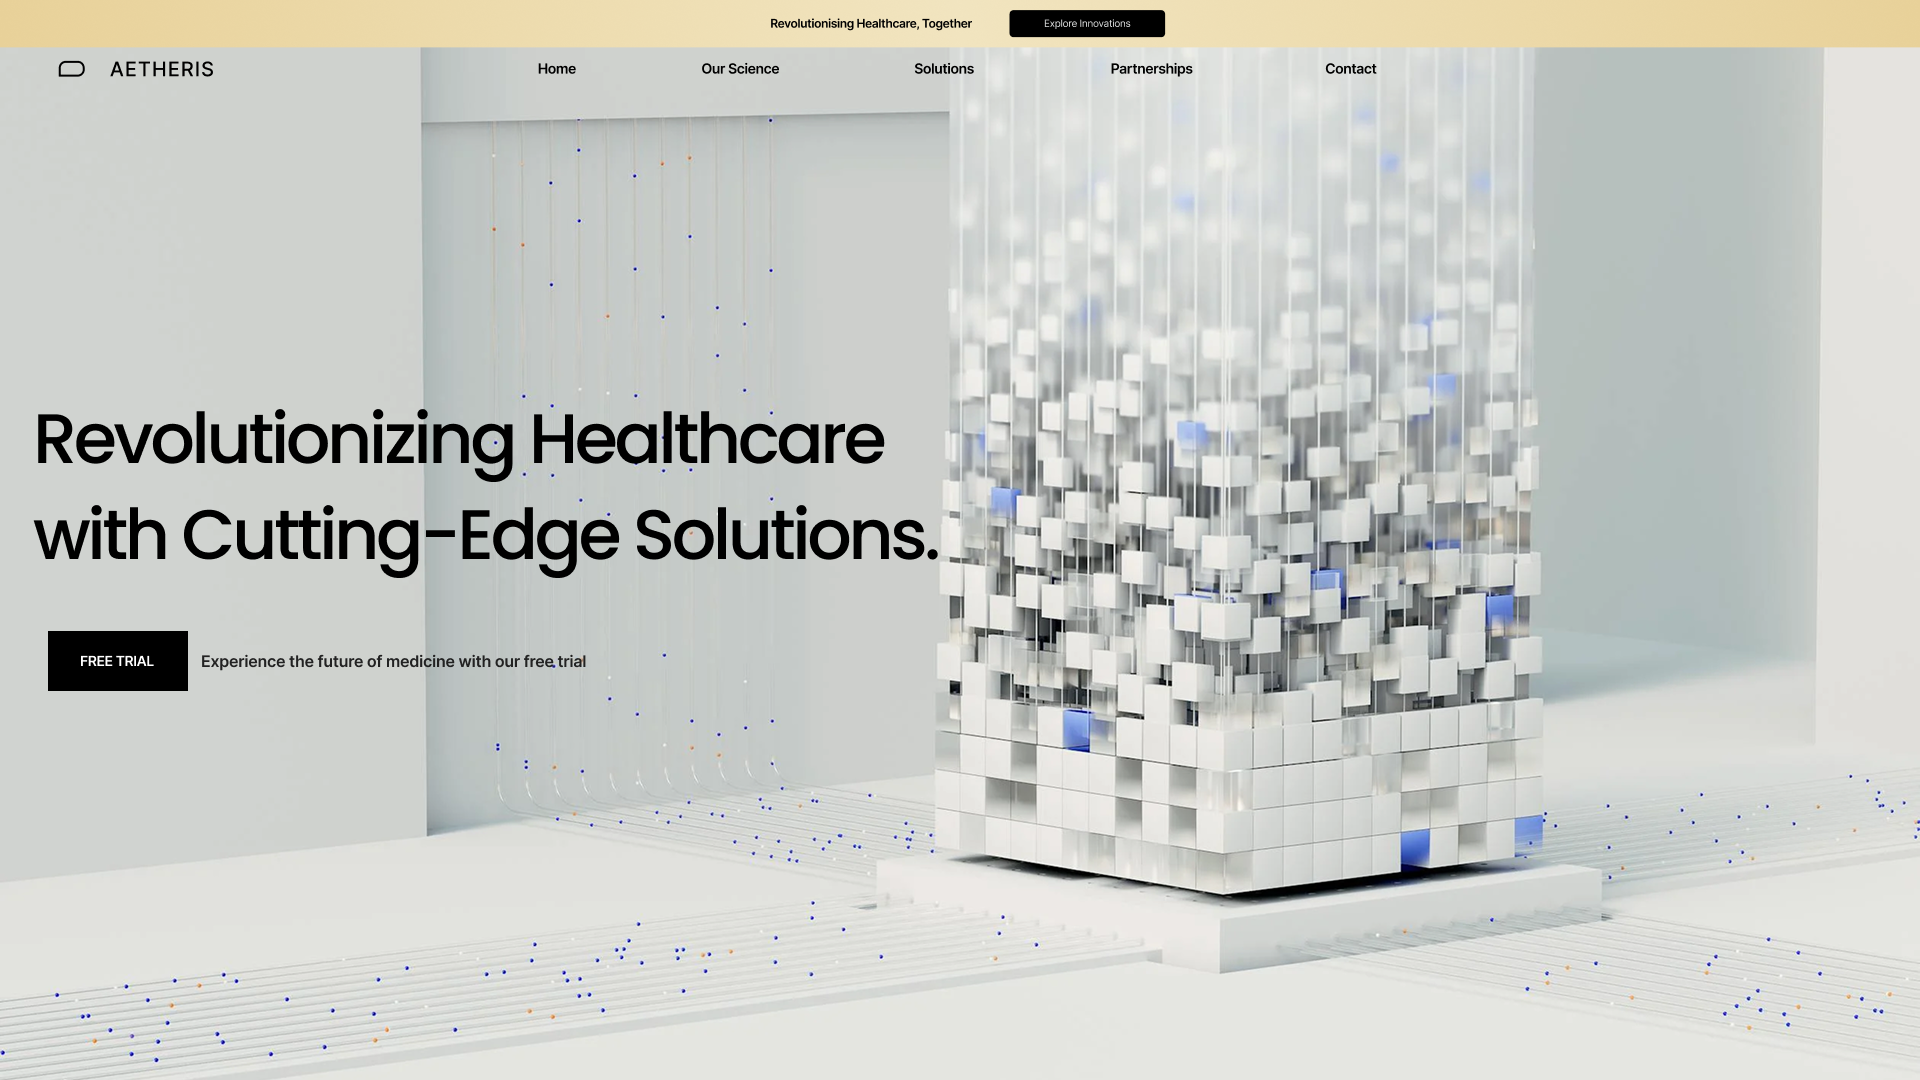 Revolutionising Healthcare, Together
Explore Innovations
AETHERIS
Home
Our Science
Solutions
Partnerships
Contact
Revolutionizing Healthcare
with Cutting-Edge Solutions.
FREE TRIAL
Experience the future of medicine with our free trial